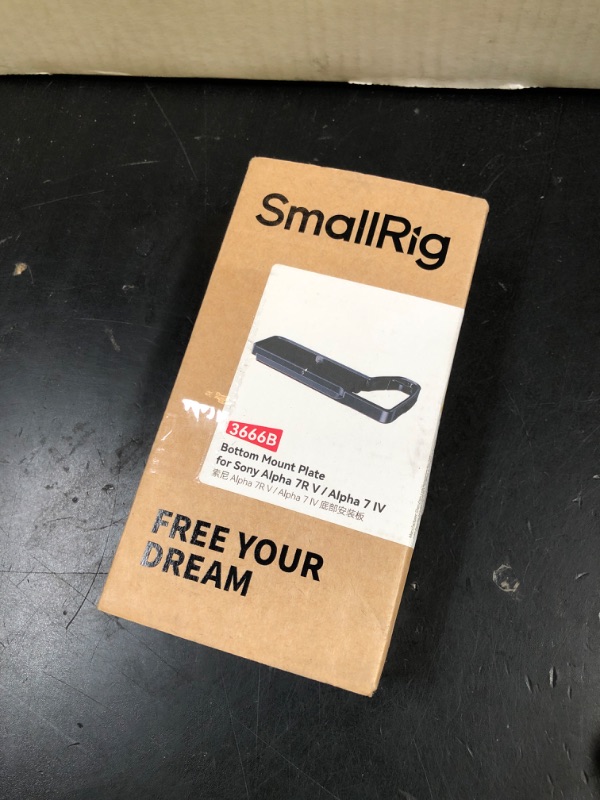 SmallRig
3666B
Bottom Mount Plate
for Sony Alpha 7R V / Alpha 7 IV
索尼 Alpha 7R V / Alpha 7 IV 底部安装板
FREE YOUR
DREAM